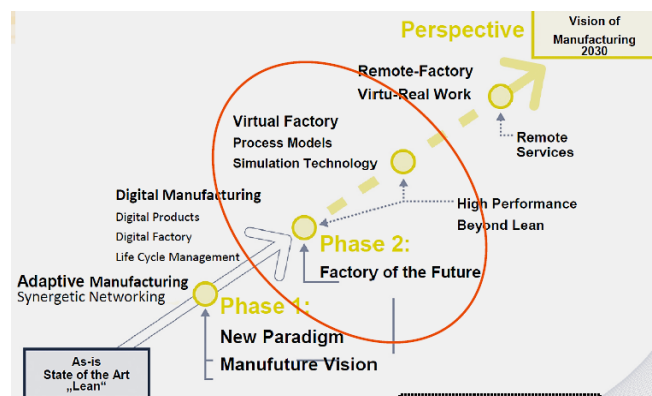 Perspective
Vision of
Manufacturing
2030
Remote-Factory
Virtu-Real Work
Virtual Factory
Process Models
Simulation Technology
Remote
Services
Digital Manufacturing
Digital Products
Digital Factory
Life Cycle Management
High Performance
Beyond Lean
Phase 2:
Factory of the Future
Adaptive Manufacturing
Synergetic Networking
Phase 1:
New Paradigm
Manufuture Vision
As-is
State of the Art
„Lean“